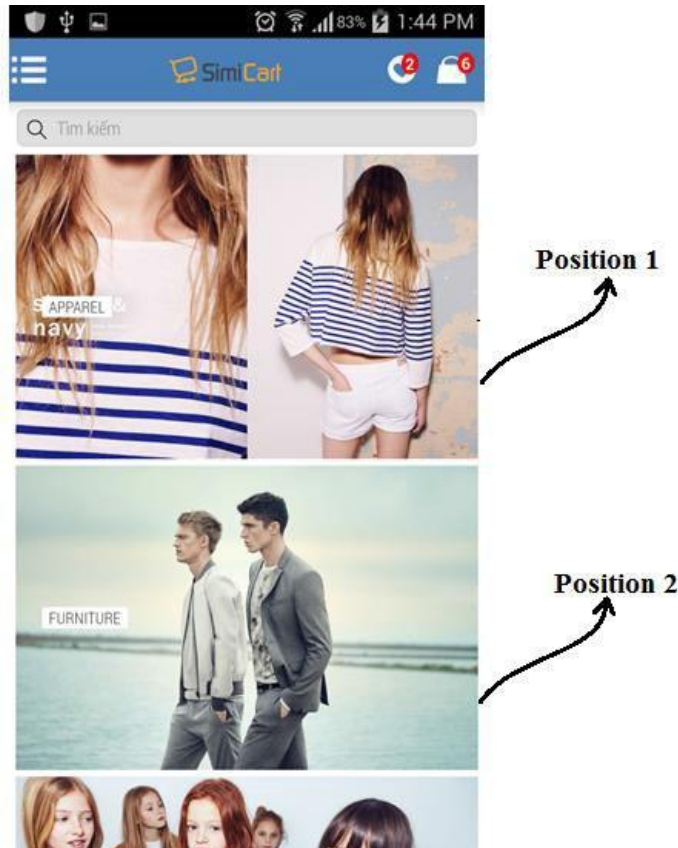 83% 1:44 PM
SimiCart
2
6
Tìm kiếm
Position 1
APPAREL &
navy
Position 2
FURNITURE